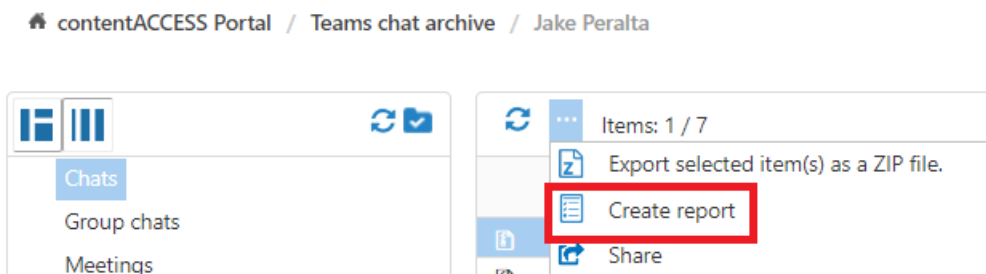 contentACCESS Portal / Teams chat archive / Jake Peralta
Items: 1 / 7
Chats
Group chats
Meetings
Export selected item(s) as a ZIP file.
Create report
Share